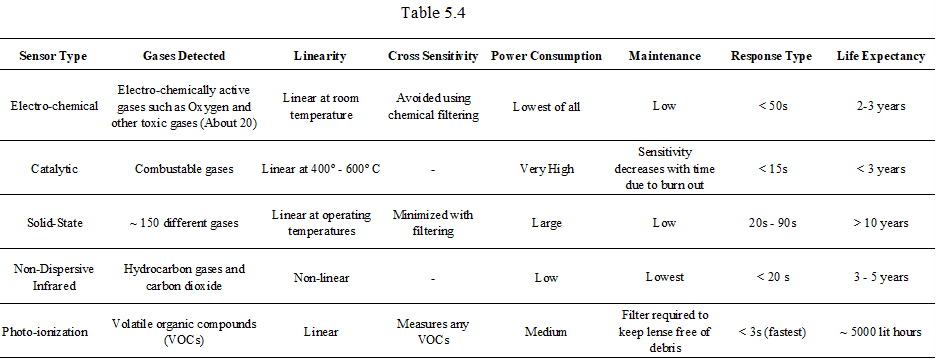 Table 5.4
Sensor Type Gases Detected Linearity Cross Sensitivity Power Consumption Maintenance Response Type Life Expectancy
Electro-chemical
Electro-chemically active
gases such as Oxygen and
other toxic gases (About 20)
Linear at room
temperature
Avoided using
chemical filtering
Lowest of all
Low
< 50s
2-3 years
Catalytic
Combustable gases
Linear at 400° - 600° C
-
Very High
Sensitivity
decreases with time
due to burn out
< 15s
< 3 years
Solid-State
~ 150 different gases
Linear at operating
temperatures
Minimized with
filtering
Large
Low
20s - 90s
> 10 years
Non-Dispersive
Infrared
Hydrocarbon gases and
carbon dioxide
Non-linear
-
Low
Lowest
< 20 s
3 - 5 years
Photo-ionization
Volatile organic compounds
(VOCs)
Linear
Measures any
VOCs
Medium
Filter required to
keep lense free of
debris
< 3s (fastest)
~ 5000 lit hours